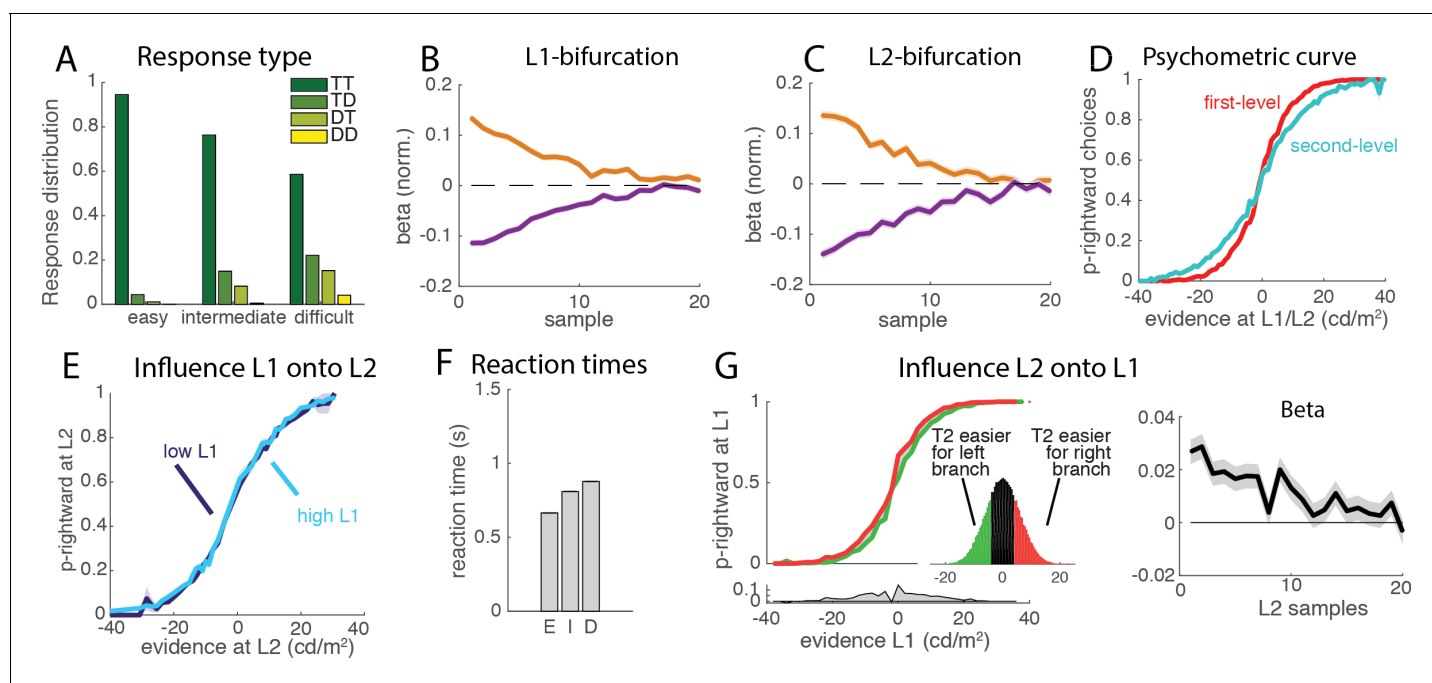 A Response type
1
0.8
0.6
0.4
0.2
0
Response distribution
TT
TD
DT
DD
easy intermediate difficult
B L1-bifurcation
0.2
0.1
0
-0.1
-0.2
beta (norm.)
0 10 20
sample
C L2-bifurcation
0.2
0.1
0
-0.1
-0.2
beta (norm.)
0 10 20
sample
D Psychometric curve
1
0.8
0.6
0.4
0.2
0
p-rightward choices
first-level
second-level
-40 -20 0 20 40
evidence at L1/L2 (cd/m²)
E Influence L1 onto L2
1
0.8
0.6
0.4
0.2
0
p-rightward at L2
low L1
high L1
-40 -20 0 20 40
evidence at L2 (cd/m²)
F Reaction times
1.5
1
0.5
0
reaction time (s)
E I D
G Influence L2 onto L1
1
0.5
0
p-rightward at L1
T2 easier
for left
branch
T2 easier
for right
branch
-20 0 20
0.1
0
-40 -20 0 20 40
evidence L1 (cd/m²)
Beta
0.04
0.02
0
-0.02
0 10 20
L2 samples